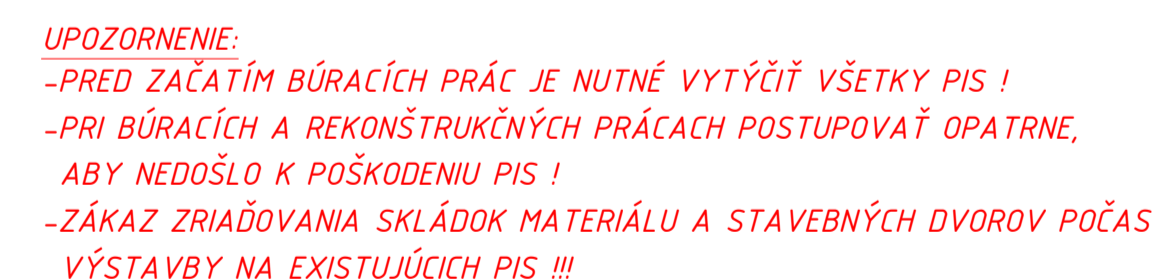 UPOZORNENIE:
-PRED ZAČATÍM BÚRACÍCH PRÁC JE NUTNÉ VYTÝČIŤ VŠETKY PIS !
-PRI BÚRACÍCH A REKONŠTRUKČNÝCH PRÁCACH POSTUPOVAŤ OPATRNE,
ABY NEDOŠLO K POŠKODENIU PIS !
-ZÁKAZ ZRIAĎOVANIA SKLÁDOK MATERIÁLU A STAVEBNÝCH DVOROV POČAS
VÝSTAVBY NA EXISTUJÚCICH PIS !!!